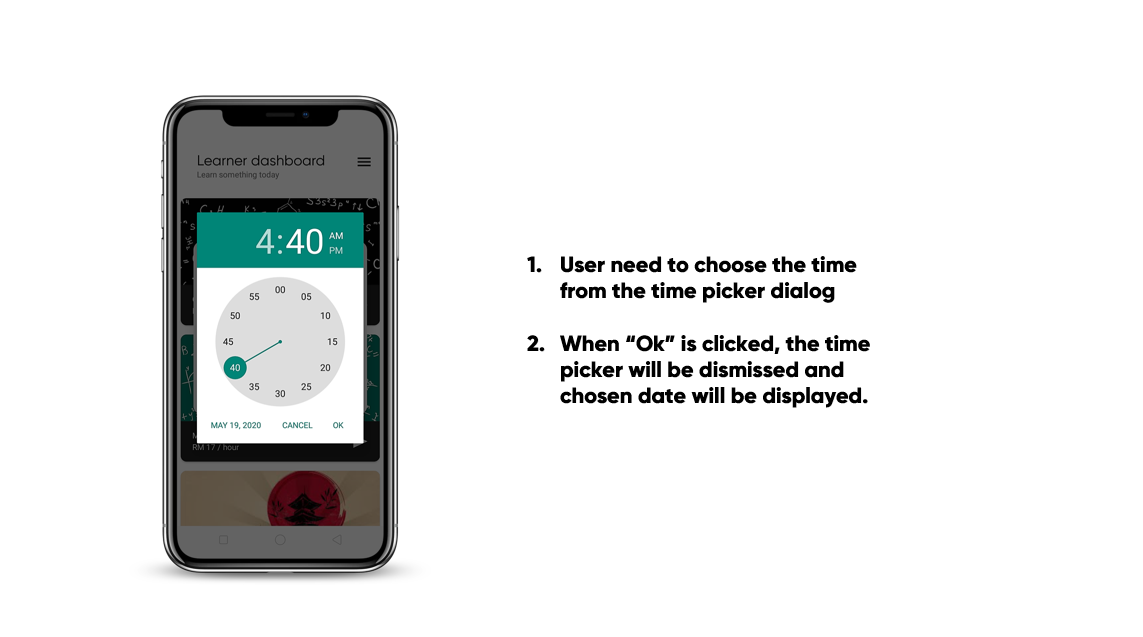 Learner dashboard
Learn something today
4:40 AM
PM
00
55 05
50 10
45 15
40 20
35 25
30
MAY 19, 2020 CANCEL OK
RM 17 / hour
1. User need to choose the time
from the time picker dialog
2. When “Ok” is clicked, the time
picker will be dismissed and
chosen date will be displayed.